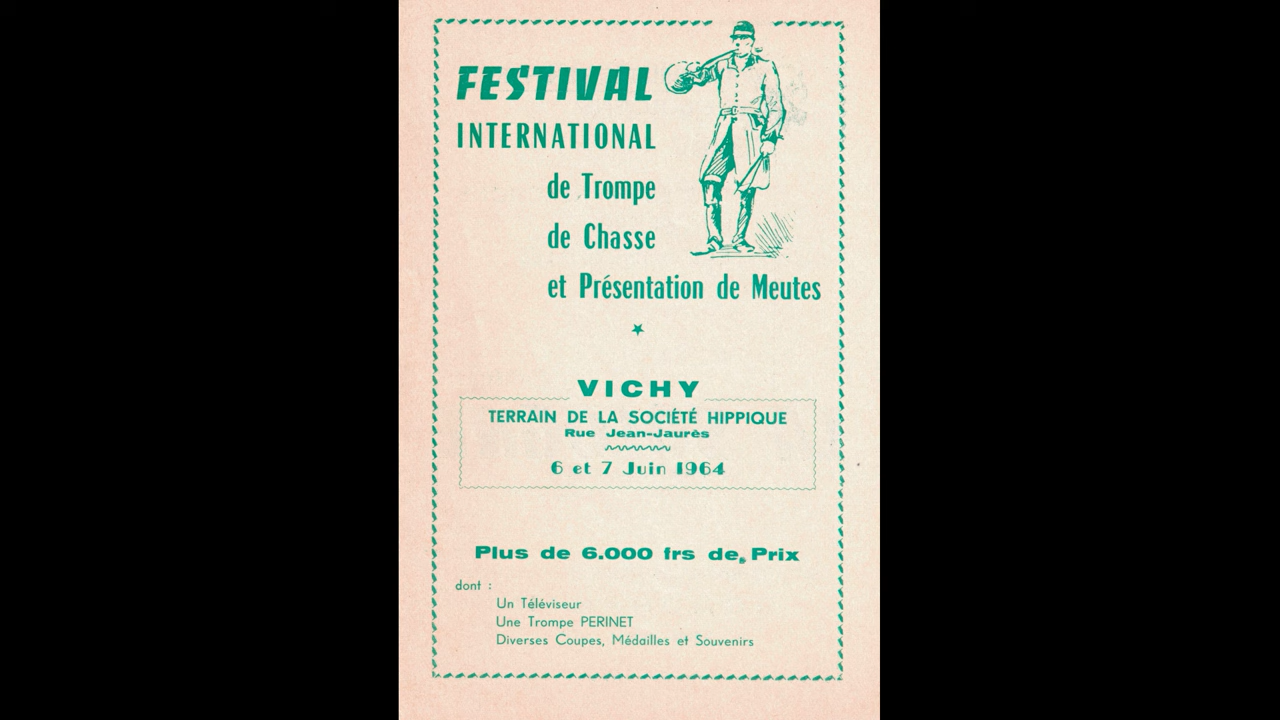 FESTIVAL
INTERNATIONAL
de Trompe
de Chasse
et Présentation de Meutes
VICHY
TERRAIN DE LA SOCIÉTÉ HIPPIQUE
Rue Jean-Jaurès
6 et 7 Juin 1964
Plus de 6.000 frs de Prix
dont :
Un Téléviseur
Une Trompe PERINET
Diverses Coupes, Médailles et Souvenirs